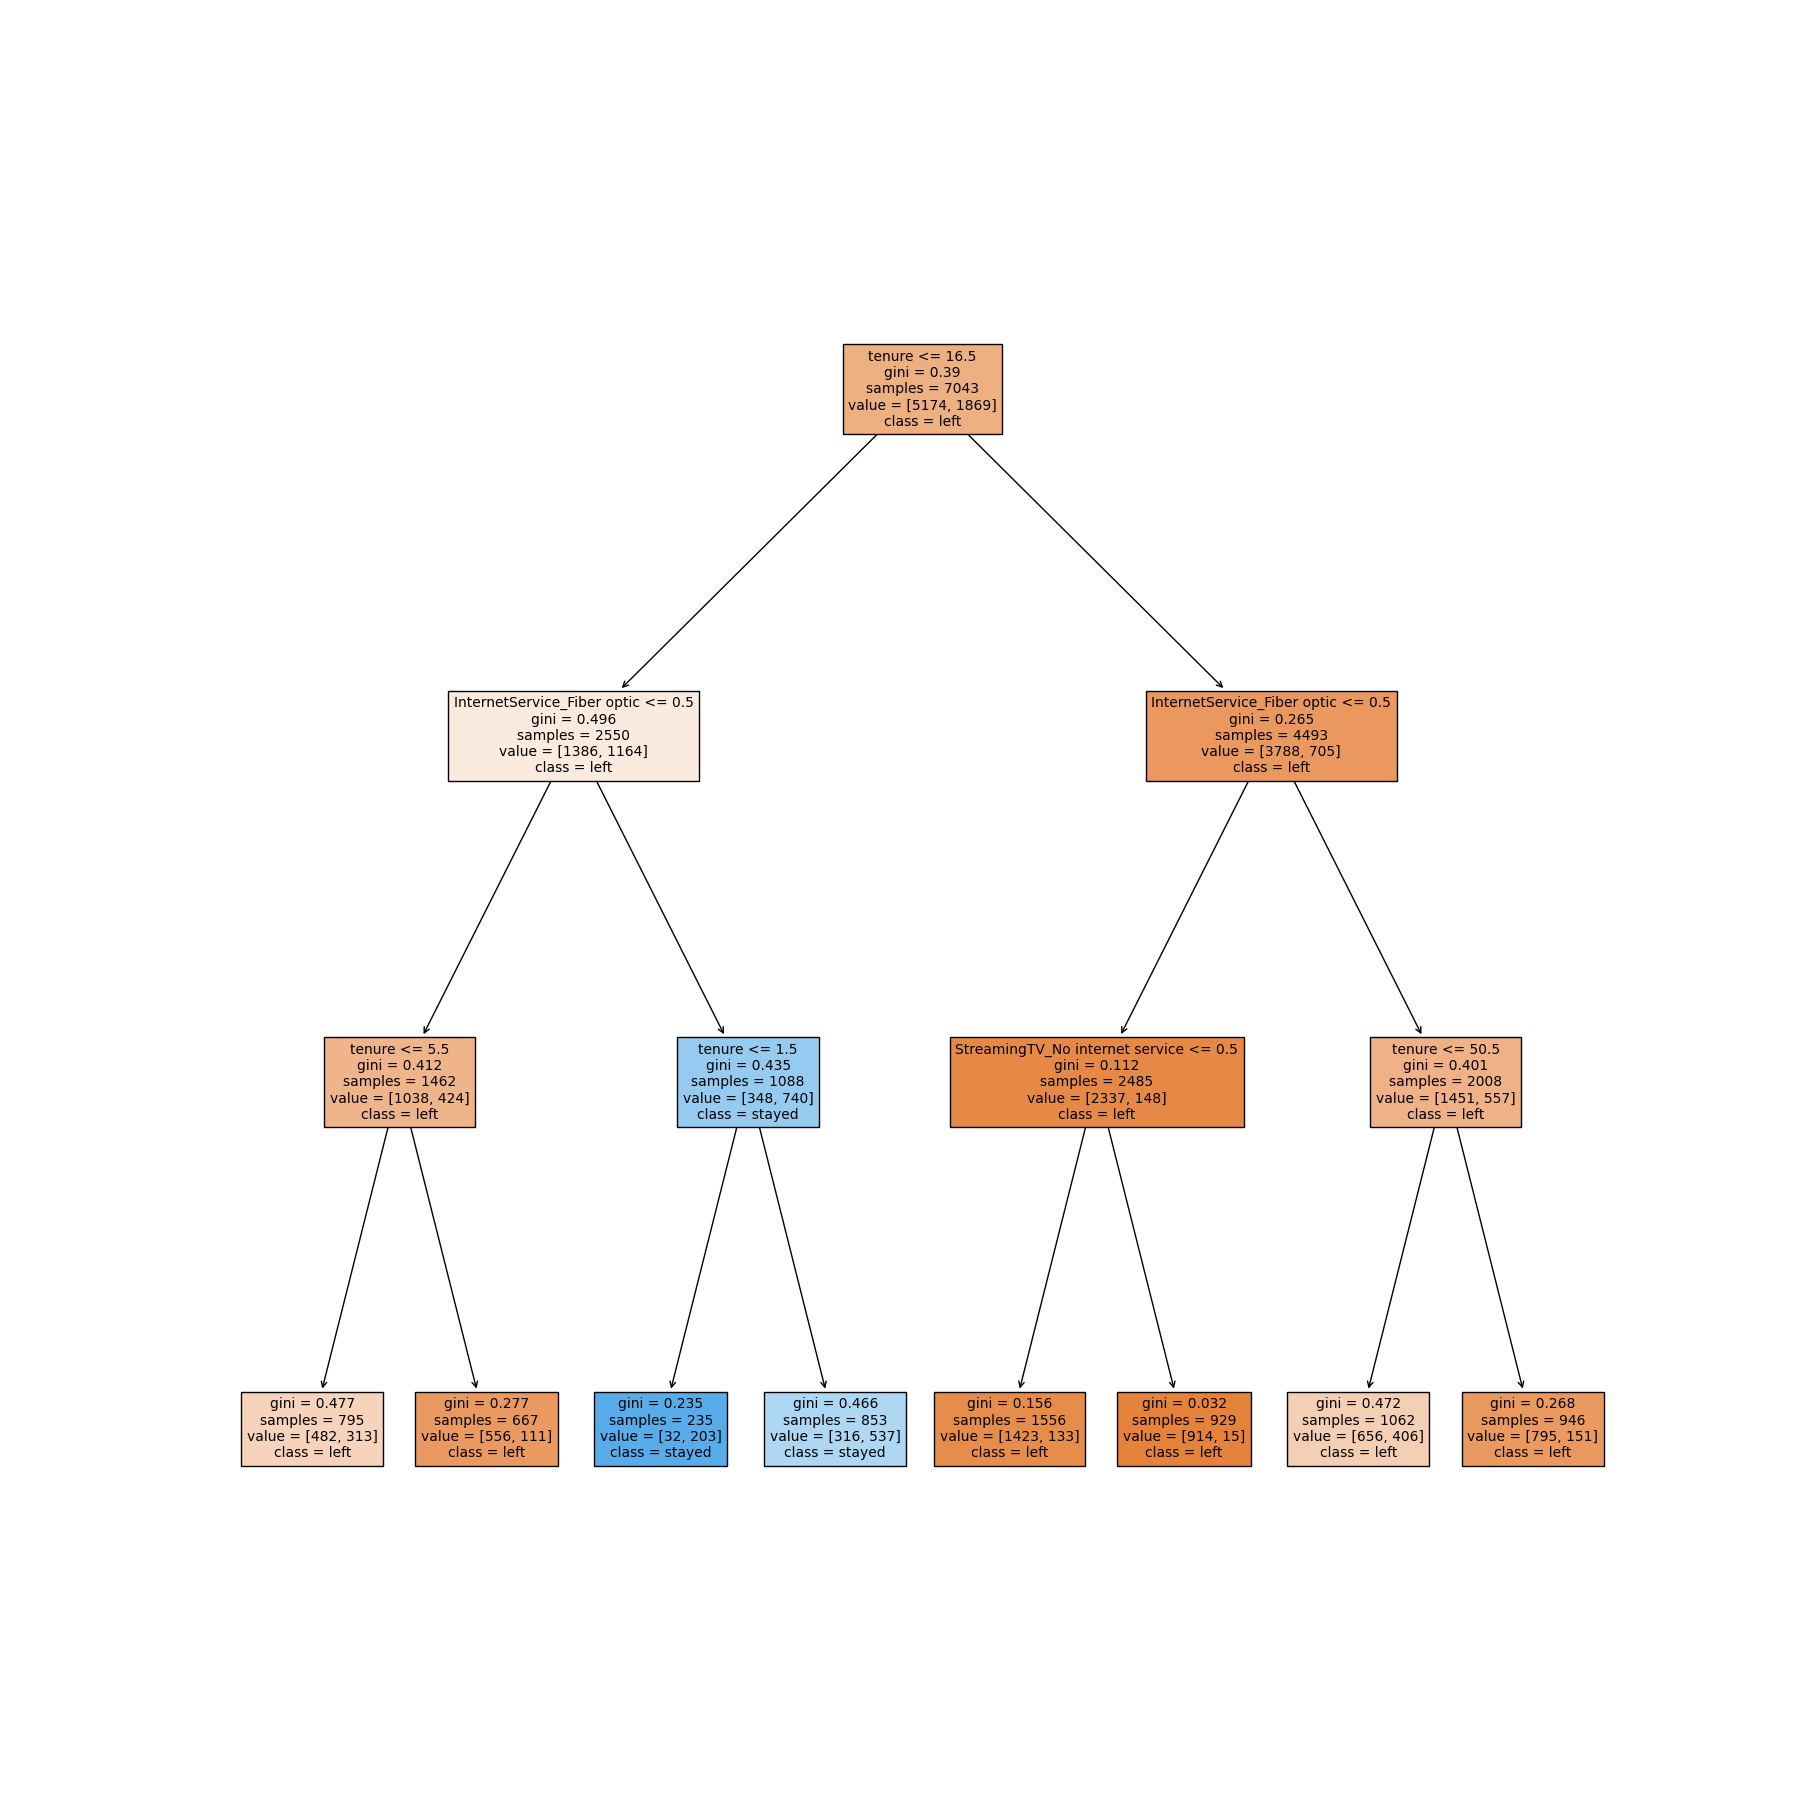 tenure <= 16.5
gini = 0.39
samples = 7043
value = [5174, 1869]
class = left
InternetService_Fiber optic <= 0.5
gini = 0.496
samples = 2550
value = [1386, 1164]
class = left
InternetService_Fiber optic <= 0.5
gini = 0.265
samples = 4493
value = [3788, 705]
class = left
tenure <= 5.5
gini = 0.412
samples = 1462
value = [1038, 424]
class = left
tenure <= 1.5
gini = 0.435
samples = 1088
value = [348, 740]
class = stayed
StreamingTV_No internet service <= 0.5
gini = 0.112
samples = 2485
value = [2337, 148]
class = left
tenure <= 50.5
gini = 0.401
samples = 2008
value = [1451, 557]
class = left
gini = 0.477
samples = 795
value = [482, 313]
class = left
gini = 0.277
samples = 667
value = [556, 111]
class = left
gini = 0.235
samples = 235
value = [32, 203]
class = stayed
gini = 0.466
samples = 853
value = [316, 537]
class = stayed
gini = 0.156
samples = 1556
value = [1423, 133]
class = left
gini = 0.032
samples = 929
value = [914, 15]
class = left
gini = 0.472
samples = 1062
value = [656, 406]
class = left
gini = 0.268
samples = 946
value = [795, 151]
class = left